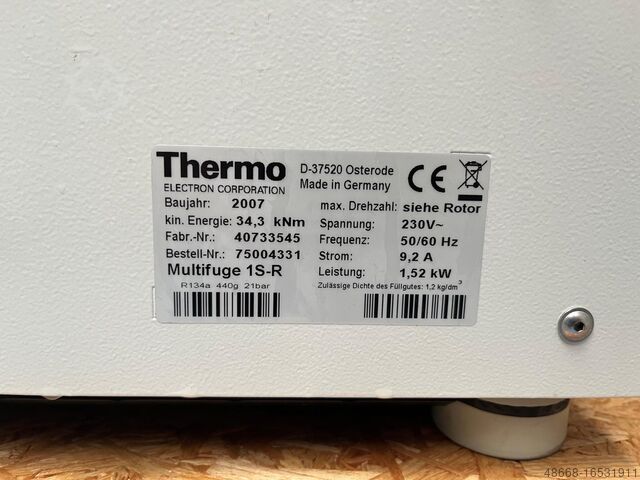 Thermo
ELECTRON CORPORATION
D-37520 Osterode
Made in Germany
CE
Baujahr: 2007
max. Drehzahl: siehe Rotor
kin. Energie: 34,3 kNm
Spannung: 230V~
Fabr.-Nr.: 40733545
Frequenz: 50/60 Hz
Bestell-Nr.: 75004331
Strom: 9,2 A
Multifuge 1S-R
Leistung: 1,52 kW
R134a 440g 21bar
Zulässige Dichte des Füllgutes: 1,2 kg/dm³
48668-16531911